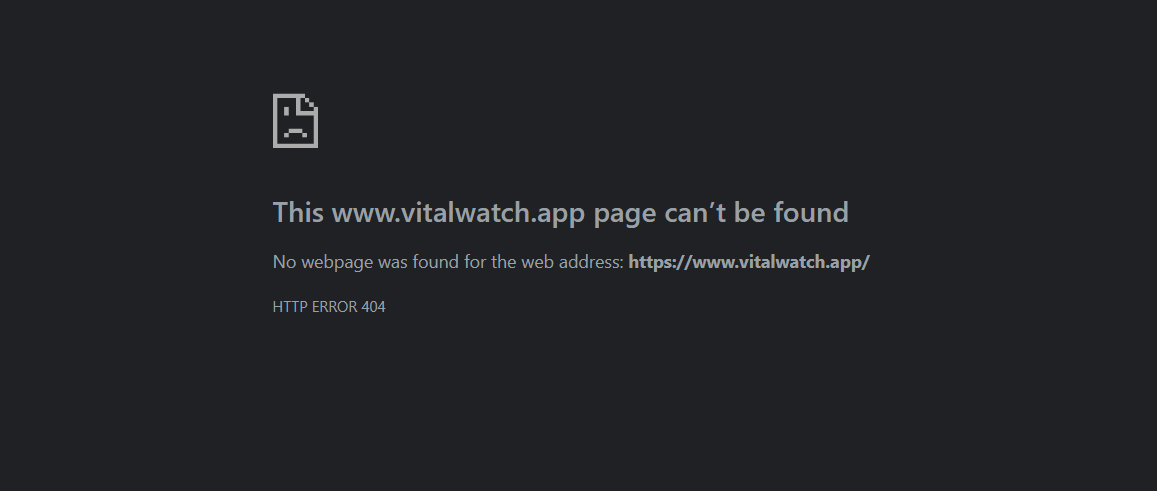 This www.vitalwatch.app page can’t be found
No webpage was found for the web address: https://www.vitalwatch.app/
HTTP ERROR 404